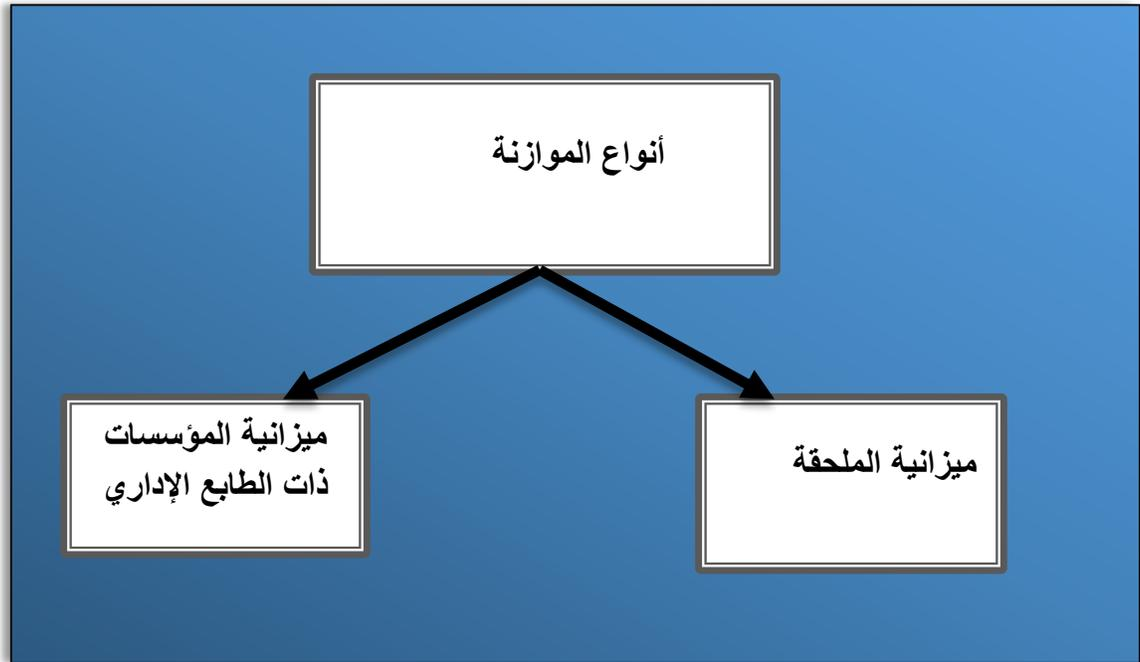 أنواع الموازنة
ميزانية الملحقة
ميزانية المؤسسات
ذات الطابع الإداري